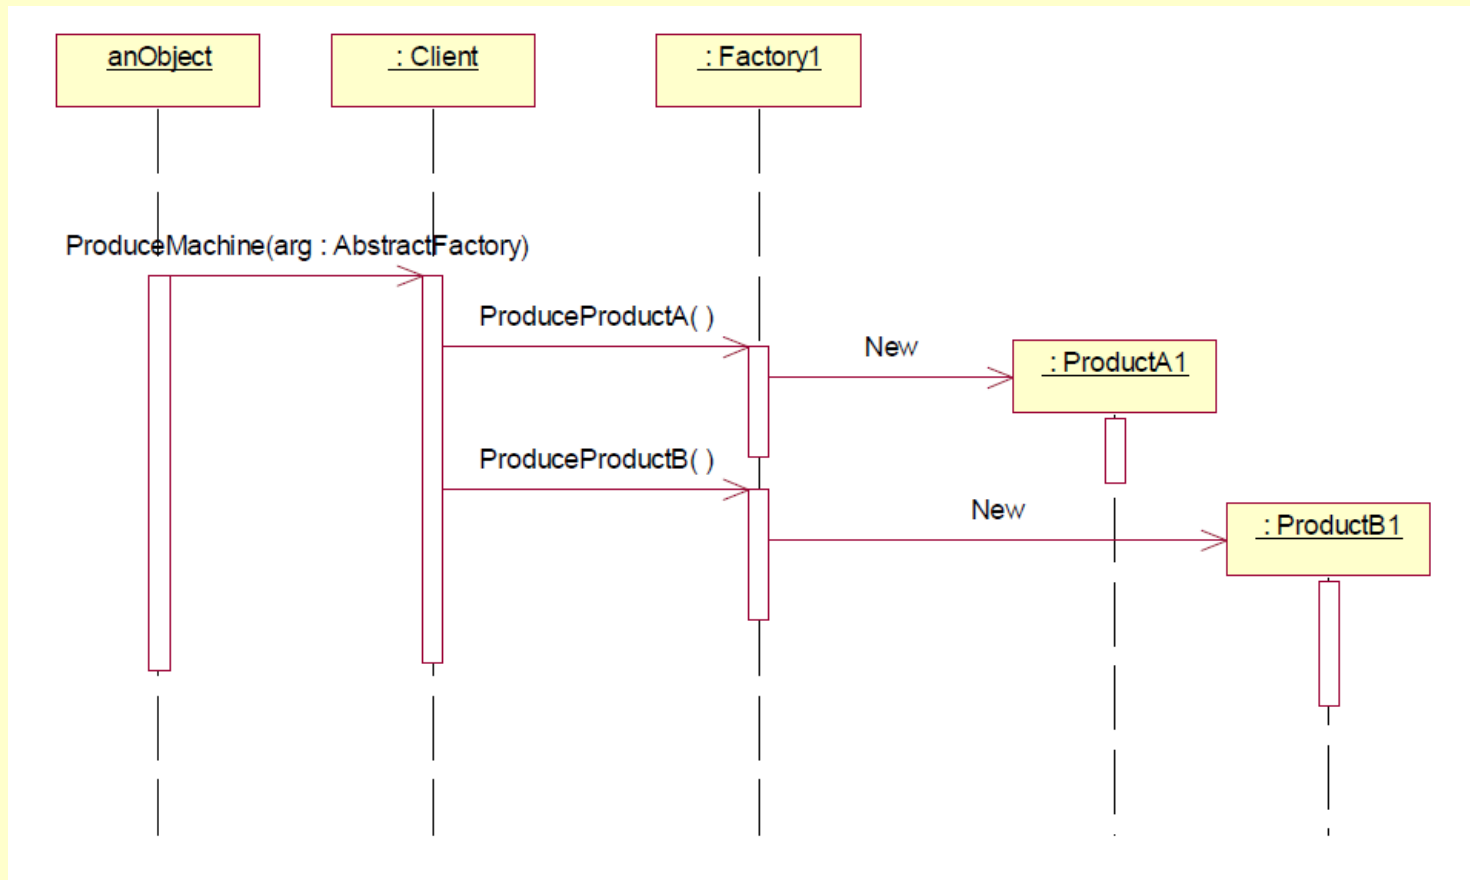 anObject
: Client
: Factory1
ProduceMachine(arg : AbstractFactory)
ProduceProductA( )
New
: ProductA1
ProduceProductB( )
New
: ProductB1